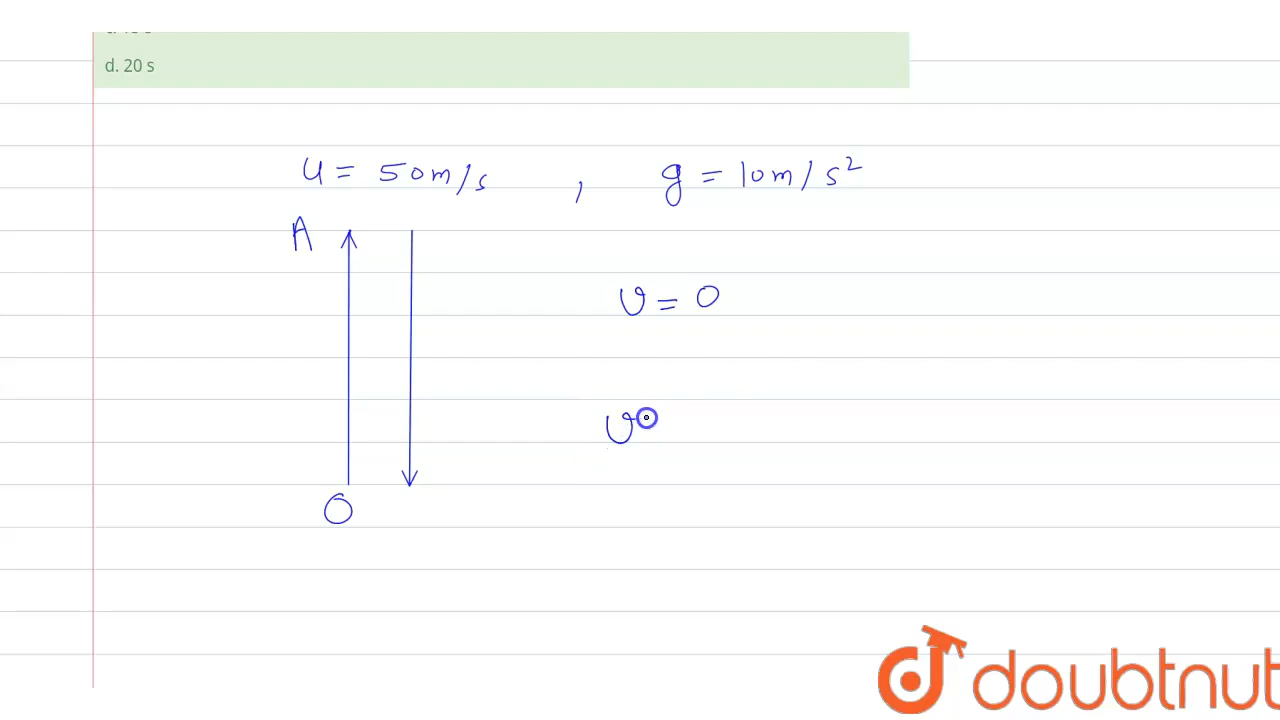 d. 20 s
u = 50m/s , g = 10m/s²
A
v = 0
v
O
doubtnut